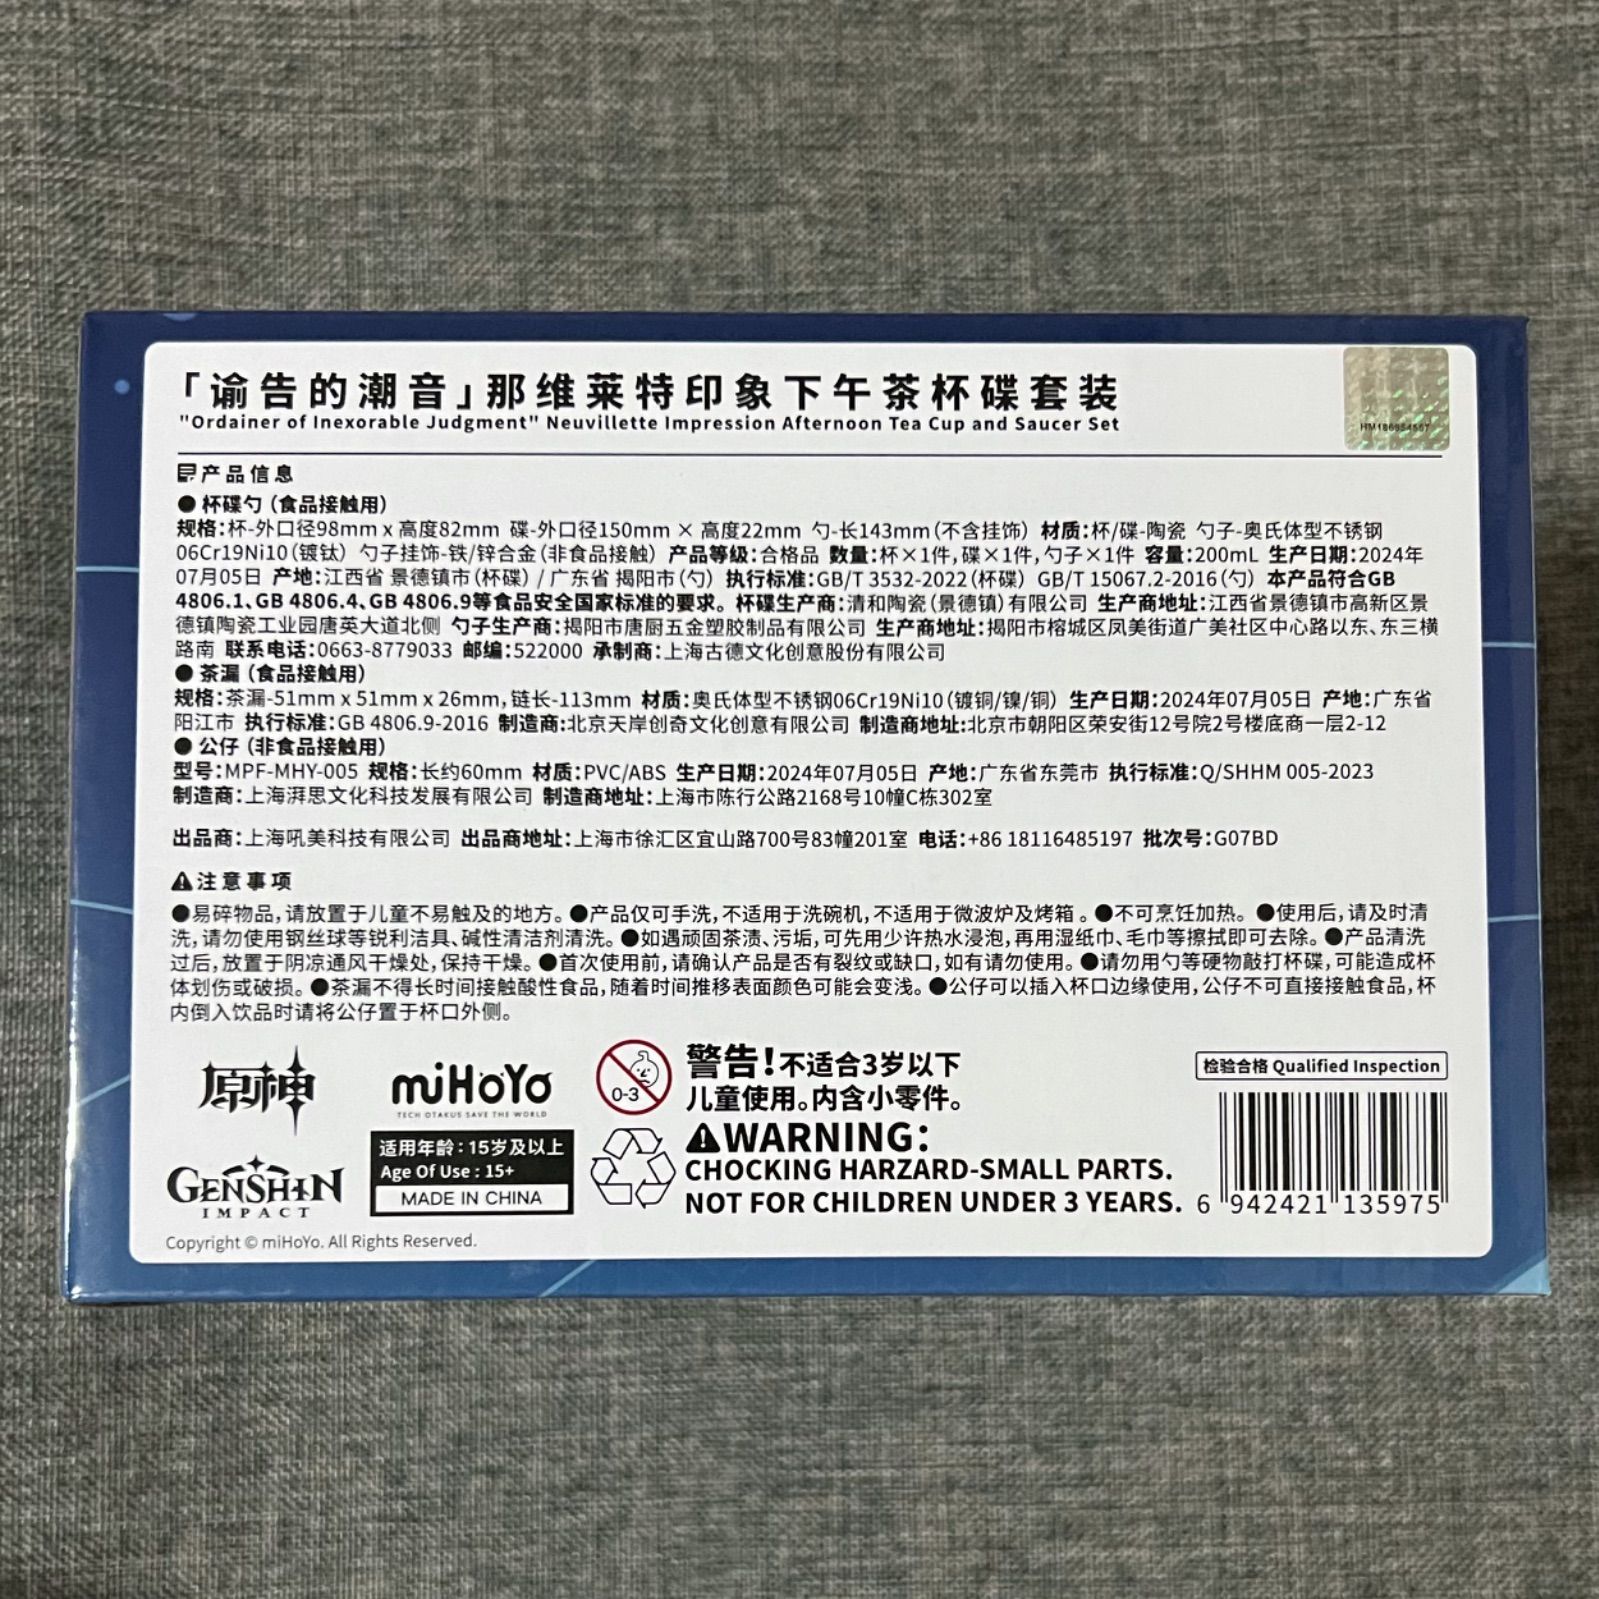 「谕告的潮音」那维莱特印象下午茶杯碟套装
"Ordainer of Inexorable Judgment" Neuvillette Impression Afternoon Tea Cup and Saucer Set
产品信息
●杯碟勺(食品接触用)
规格:杯-外口径98mm x 高度82mm 碟-外口径150mm × 高度22mm 勺-长143mm(不含挂饰) 材质:杯/碟-陶瓷 勺子-奥氏体型不锈钢
06Cr19Ni10(镀钛) 勺子挂饰-铁/锌合金(非食品接触) 产品等级:合格品 数量:杯×1件,碟×1件,勺子×1件 容量:200mL 生产日期:2024年
07月05日 产地:江西省 景德镇市(杯碟) / 广东省 揭阳市(勺) 执行标准:GB/T 3532-2022(杯碟) GB/T 15067.2-2016(勺) 本产品符合GB
4806.1、GB 4806.4、GB 4806.9等食品安全国家标准的要求。杯碟生产商:清和陶瓷(景德镇)有限公司 生产商地址:江西省景德镇市高新区景
德镇陶瓷工业园唐英大道北侧 勺子生产商:揭阳市唐厨五金塑胶制品有限公司 生产商地址:揭阳市榕城区凤美街道广美社区中心路以东、东三横
路南 联系电话:0663-8779033 邮编:522000 承制商:上海古德文化创意股份有限公司
●茶漏(食品接触用)
规格:茶漏-51mm x 51mm x 26mm,链长-113mm 材质:奥氏体型不锈钢06Cr19Ni10(镀铜/镍/铜) 生产日期:2024年07月05日 产地:广东省
阳江市 执行标准:GB 4806.9-2016 制造商:北京天岸创奇文化创意有限公司 制造商地址:北京市朝阳区荣安街12号院2号楼底商一层2-12
●公仔(非食品接触用)
型号:MPF-MHY-005 规格:长约60mm 材质:PVC/ABS 生产日期:2024年07月05日 产地:广东省东莞市 执行标准:Q/SHHM 005-2023
制造商:上海湃思文化科技发展有限公司 制造商地址:上海市陈行公路2168号10幢C栋302室
出品商:上海吼美科技有限公司 出品商地址:上海市徐汇区宜山路700号83幢201室 电话:+86 18116485197 批次号:G07BD
注意事项
●易碎物品,请放置于儿童不易触及的地方。●产品仅可手洗,不适用于洗碗机,不适用于微波炉及烤箱。●不可烹饪加热。●使用后,请及时清
洗,请勿使用钢丝球等锐利洁具、碱性清洁剂清洗。●如遇顽固茶渍、污垢,可先用少许热水浸泡,再用湿纸巾、毛巾等擦拭即可去除。●产品清洗
过后,放置于阴凉通风干燥处,保持干燥。●首次使用前,请确认产品是否有裂纹或缺口,如有请勿使用。●请勿用勺等硬物敲打杯碟,可能造成杯
体划伤或破损。●茶漏不得长时间接触酸性食品,随着时间推移表面颜色可能会变浅。●公仔可以插入杯口边缘使用,公仔不可直接接触食品,杯
内倒入饮品时请将公仔置于杯口外侧。
原神
miHoYo
TECH OTAKUS SAVE THE WORLD
0-3
警告!不适合3岁以下
儿童使用。内含小零件。
检验合格 Qualified Inspection
GENSHIN
IMPACT
适用年龄:15岁及以上
Age Of Use : 15+
MADE IN CHINA
WARNING:
CHOCKING HARZARD-SMALL PARTS.
NOT FOR CHILDREN UNDER 3 YEARS.
6 942421 135975
Copyright © miHoYo. All Rights Reserved.